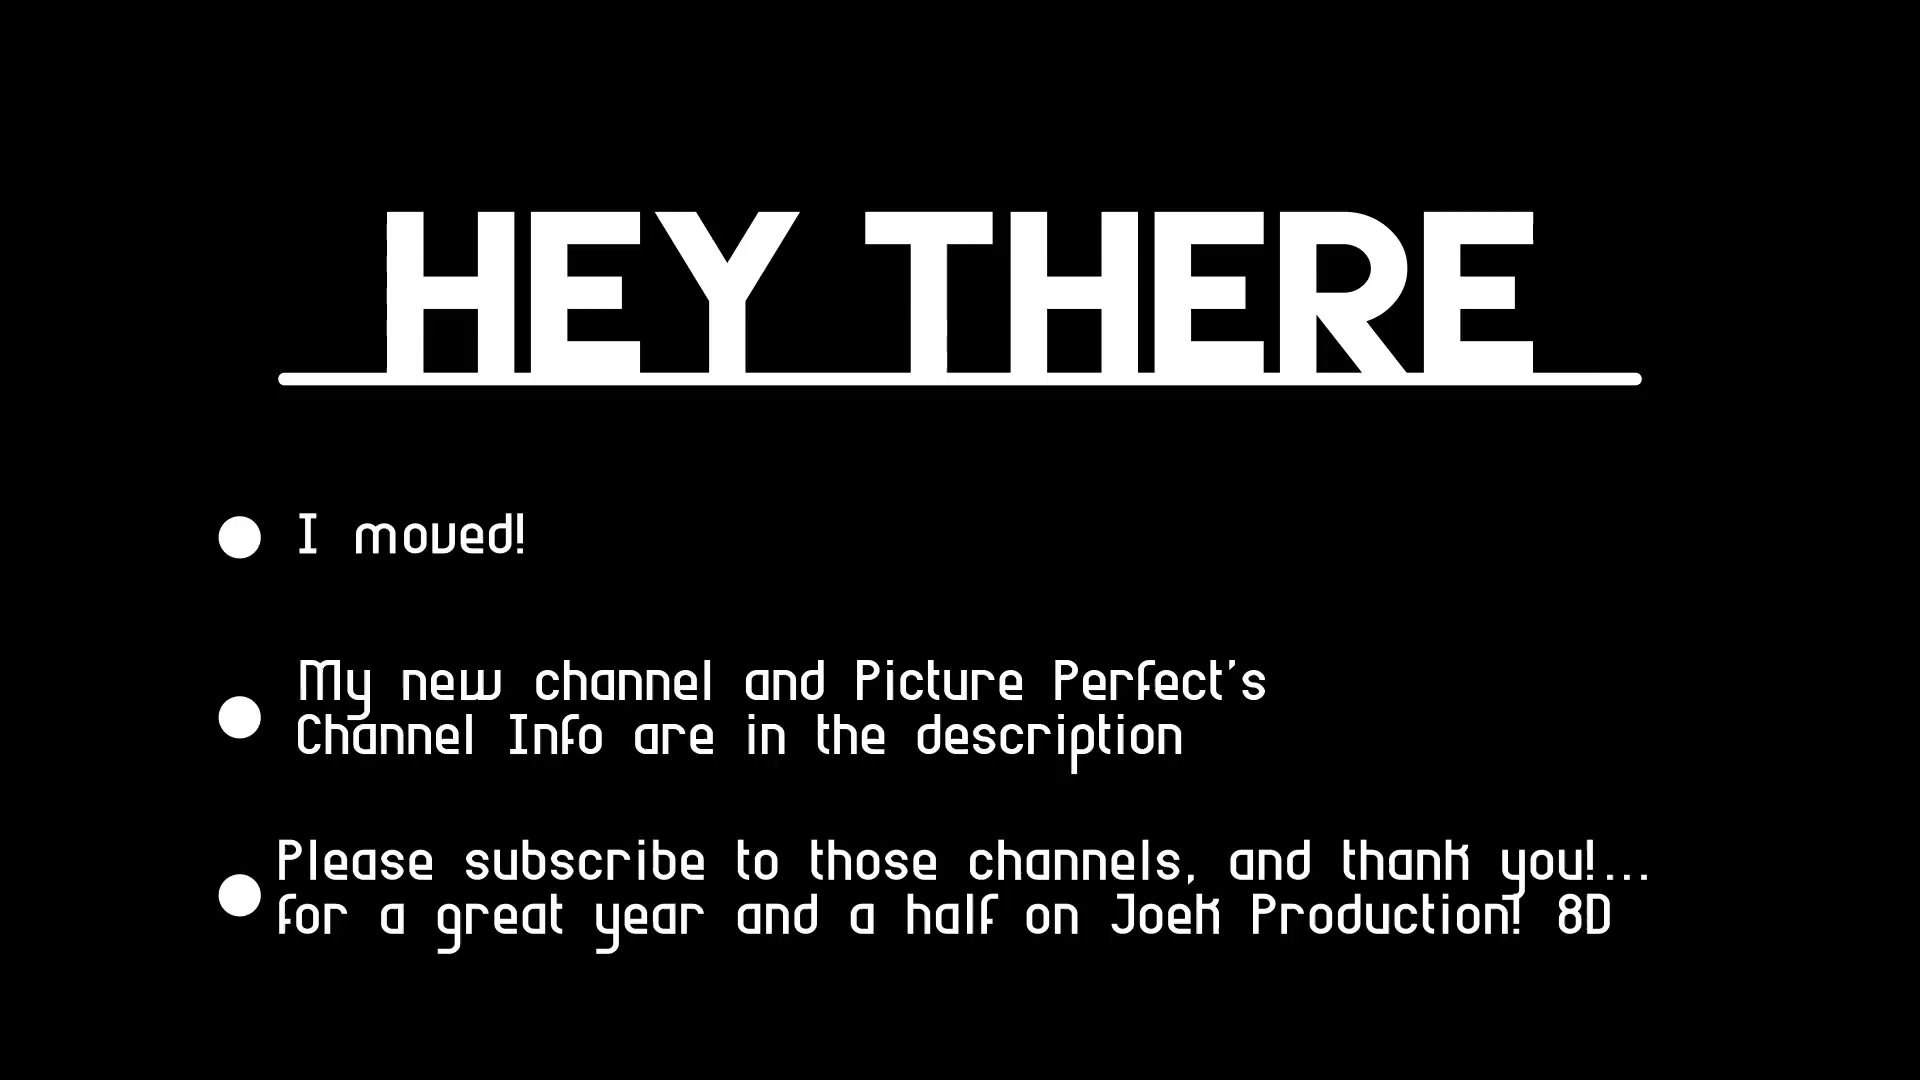 HEY THERE
I moved!
My new channel and Picture Perfect's
Channel Info are in the description
Please subscribe to those channels, and thank you!...
for a great year and a half on Joek Production! 8D